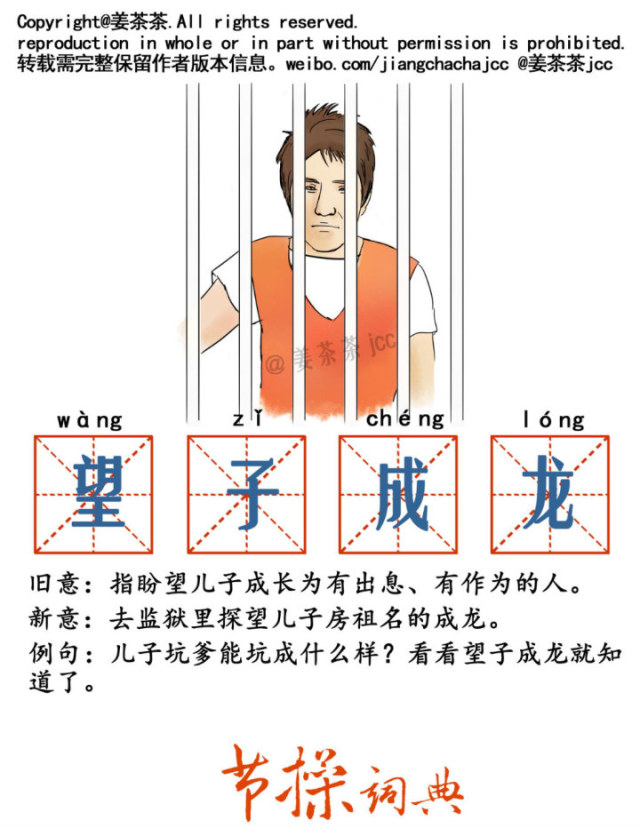 Copyright@姜茶茶.All rights reserved.
reproduction in whole or in part without permission is prohibited.
转载需完整保留作者版本信息。weibo.com/jiangchachajcc @姜茶茶jcc
@姜茶茶jcc
wàng zǐ chéng lóng
望子成龙
旧意：指盼望儿子成长为有出息、有作为的人。
新意：去监狱里探望儿子房祖名的成龙。
例句：儿子坑爹能坑成什么样？看看望子成龙就知
道了。
节操词典